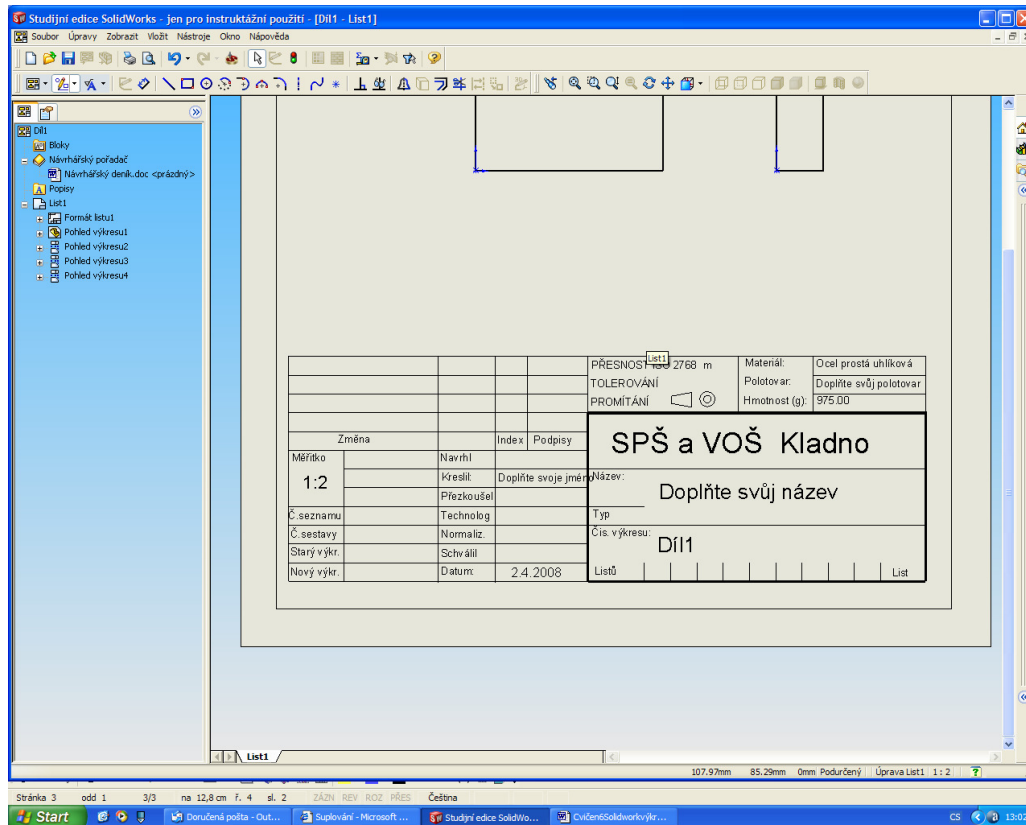 Studijní edice SolidWorks - jen pro instruktážní použití - [Díl1 - List1]
Soubor Úpravy Zobrazit Vložit Nástroje Okno Nápověda
Díl1
Bloky
Návrhářský pořadač
Návrhářský deník.doc <prázdný>
Popisy
List1
Formát listu1
Pohled výkresu1
Pohled výkresu2
Pohled výkresu3
Pohled výkresu4
List1
PŘESNOST ISO 2768 m
TOLEROVÁNÍ
PROMÍTÁNÍ
Materiál: Ocel prostá uhlíková
Polotovar: Doplňte svůj polotovar
Hmotnost (g): 975.00
Změna Index Podpisy
Měřítko
1:2
Č.seznamu
Č.sestavy
Starý výkr.
Nový výkr.
Navrhl
Kreslil: Doplňte svoje jméno
Přezkoušel
Technolog
Normaliz.
Schválil
Datum: 2.4.2008
SPŠ a VOŠ Kladno
Název:
Doplňte svůj název
Typ
Čis. výkresu:
Díl1
Listů List
List1
107.97mm 85.29mm 0mm Podurčený Úprava List1 1 : 2
Stránka 3 odd 1 3/3 na 12,8 cm ř. 4 sl. 2 ZÁZN REV ROZ PŘES Čeština
Start Doručená pošta - Out... Suplování - Microsoft ... Studijní edice SolidWo... Cvičení6Solidworkvýkr... CS 13:02